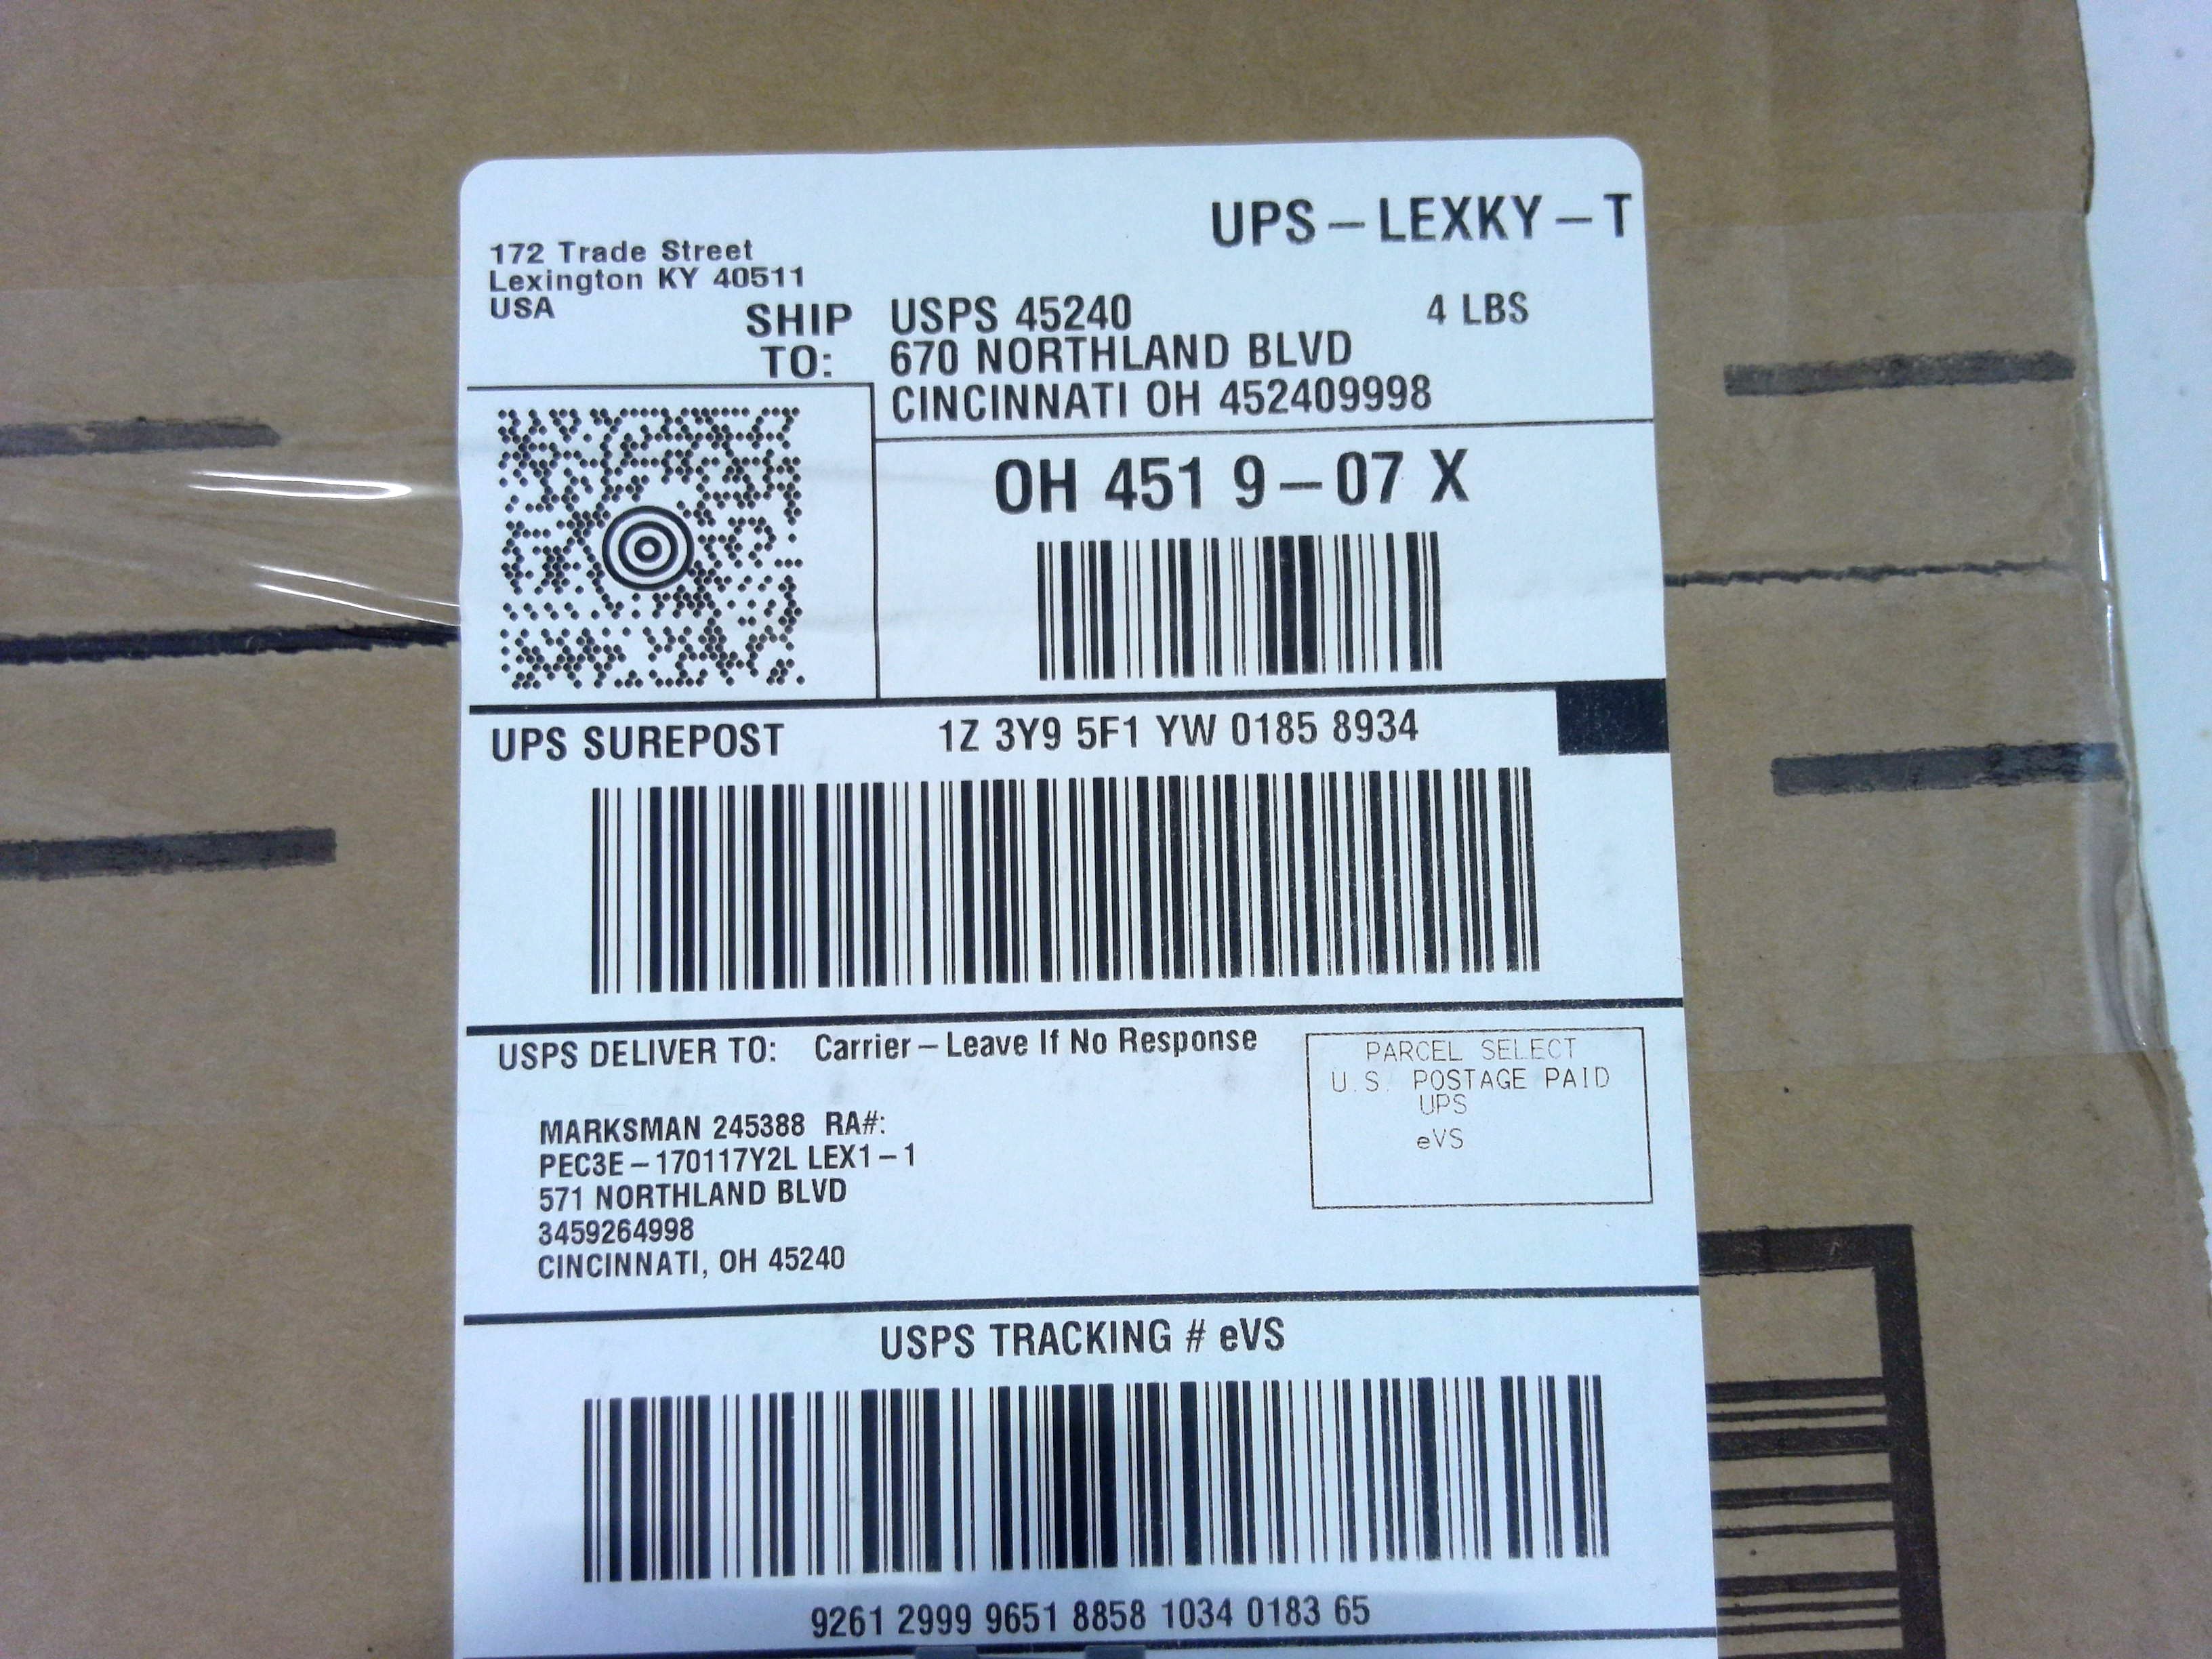 UPS – LEXKY – T
172 Trade Street
Lexington KY 40511
USA
SHIP
TO:
USPS 45240
4 LBS
670 NORTHLAND BLVD
CINCINNATI OH 452409998
OH 451 9 – 07 X
UPS SUREPOST
1Z 3Y9 5F1 YW 0185 8934
USPS DELIVER TO:
Carrier – Leave If No Response
PARCEL SELECT
U.S. POSTAGE PAID
UPS
eVS
MARKSMAN 245388 RA#:
PEC3E – 170117Y2L LEX1 – 1
571 NORTHLAND BLVD
3459264998
CINCINNATI, OH 45240
USPS TRACKING # eVS
9261 2999 9651 8858 1034 0183 65